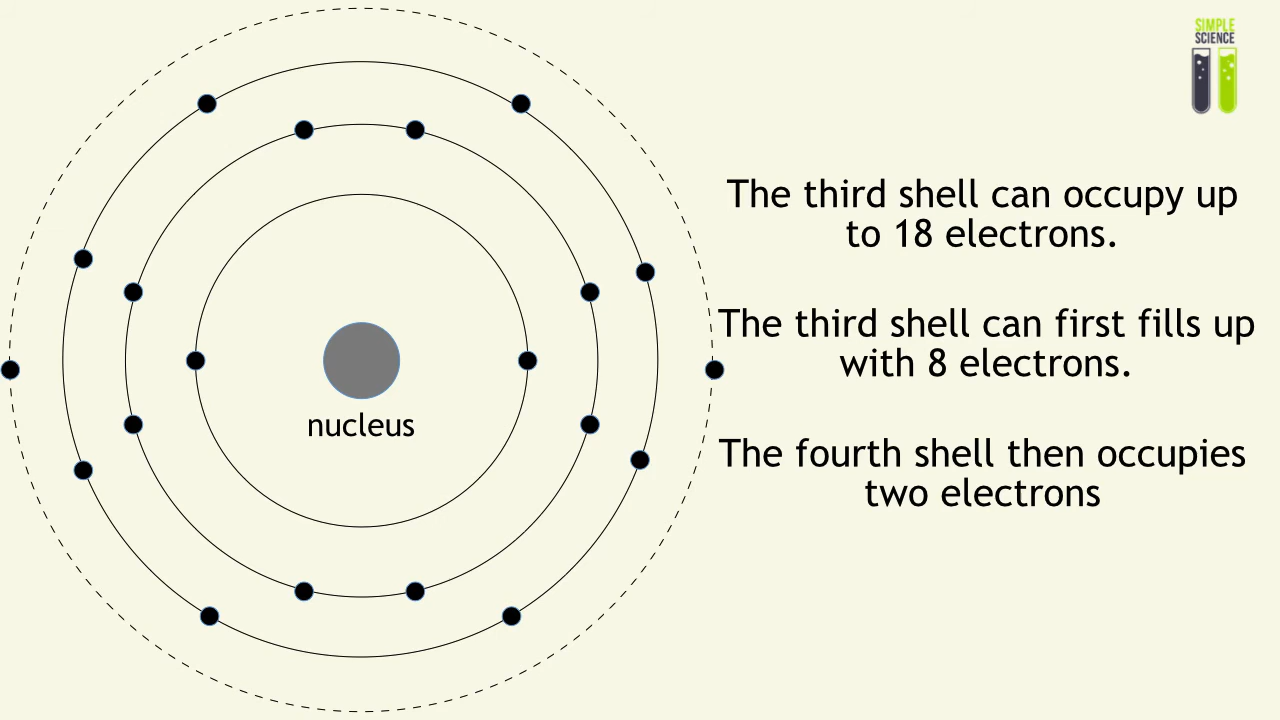 SIMPLE
SCIENCE
The third shell can occupy up
to 18 electrons.
The third shell can first fills up
with 8 electrons.
The fourth shell then occupies
two electrons
nucleus